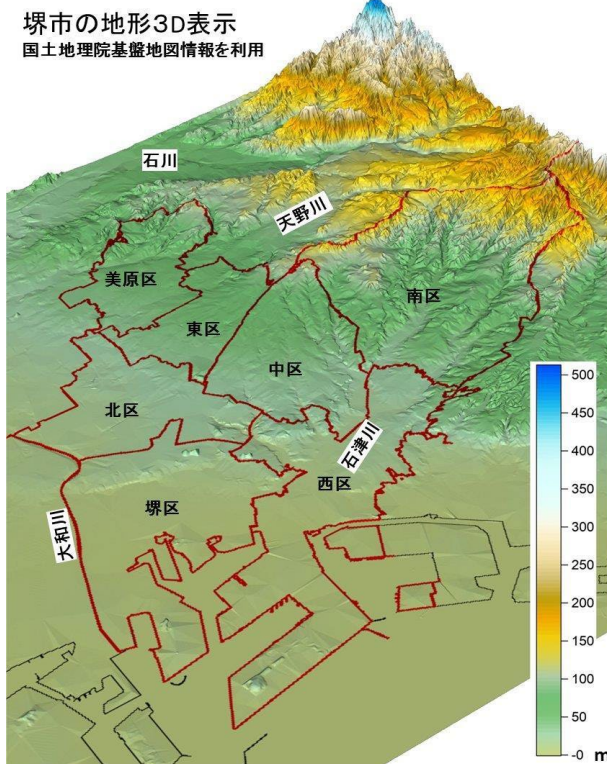 堺市の地形3D表示
国土地理院基盤地図情報を利用
石川
天野川
美原区
南区
東区
中区
北区
石津川
西区
堺区
大和川
500
450
400
350
300
250
200
150
100
50
-0 m